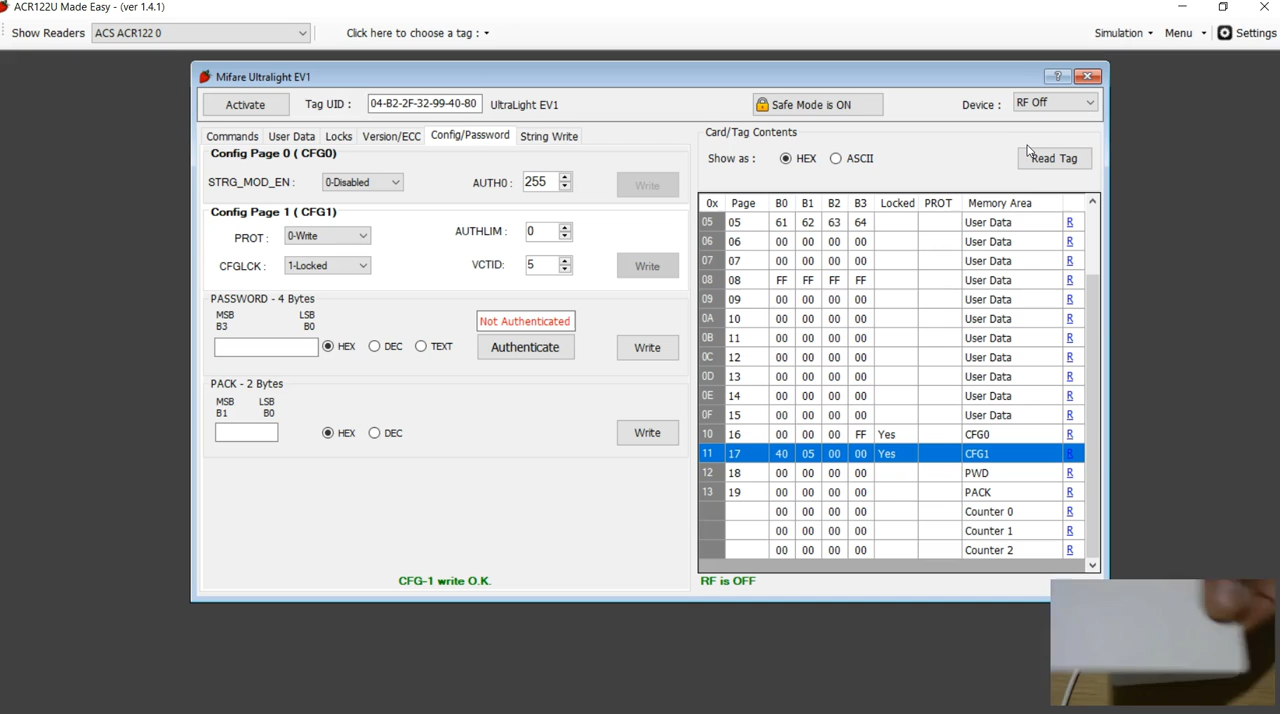 ACR122U Made Easy - (ver 1.4.1)
Show Readers ACS ACR122 0 Click here to choose a tag : Simulation Menu Settings
Mifare Ultralight EV1 ?
Activate Tag UID : 04-B2-2F-32-99-40-80 UltraLight EV1 Safe Mode is ON Device : RF Off
Commands User Data Locks Version/ECC Config/Password String Write
Config Page 0 ( CFG0)
STRG_MOD_EN : 0-Disabled AUTH0 : 255 Write
Config Page 1 ( CFG1)
PROT : 0-Write AUTHLIM : 0
CFGLCK : 1-Locked VCTID: 5 Write
PASSWORD - 4 Bytes
MSB LSB
B3 B0
HEX DEC TEXT
Not Authenticated
Authenticate Write
PACK - 2 Bytes
MSB LSB
B1 B0
HEX DEC Write
CFG-1 write O.K.
Card/Tag Contents
Show as : HEX ASCII Read Tag
0x Page B0 B1 B2 B3 Locked PROT Memory Area
05 05 61 62 63 64 User Data R
06 06 00 00 00 00 User Data R
07 07 00 00 00 00 User Data R
08 08 FF FF FF FF User Data R
09 09 00 00 00 00 User Data R
0A 10 00 00 00 00 User Data R
0B 11 00 00 00 00 User Data R
0C 12 00 00 00 00 User Data R
0D 13 00 00 00 00 User Data R
0E 14 00 00 00 00 User Data R
0F 15 00 00 00 00 User Data R
10 16 00 00 00 FF Yes CFG0 R
11 17 40 05 00 00 Yes CFG1 R
12 18 00 00 00 00 PWD R
13 19 00 00 00 00 PACK R
00 00 00 00 Counter 0 R
00 00 00 00 Counter 1 R
00 00 00 00 Counter 2 R
RF is OFF